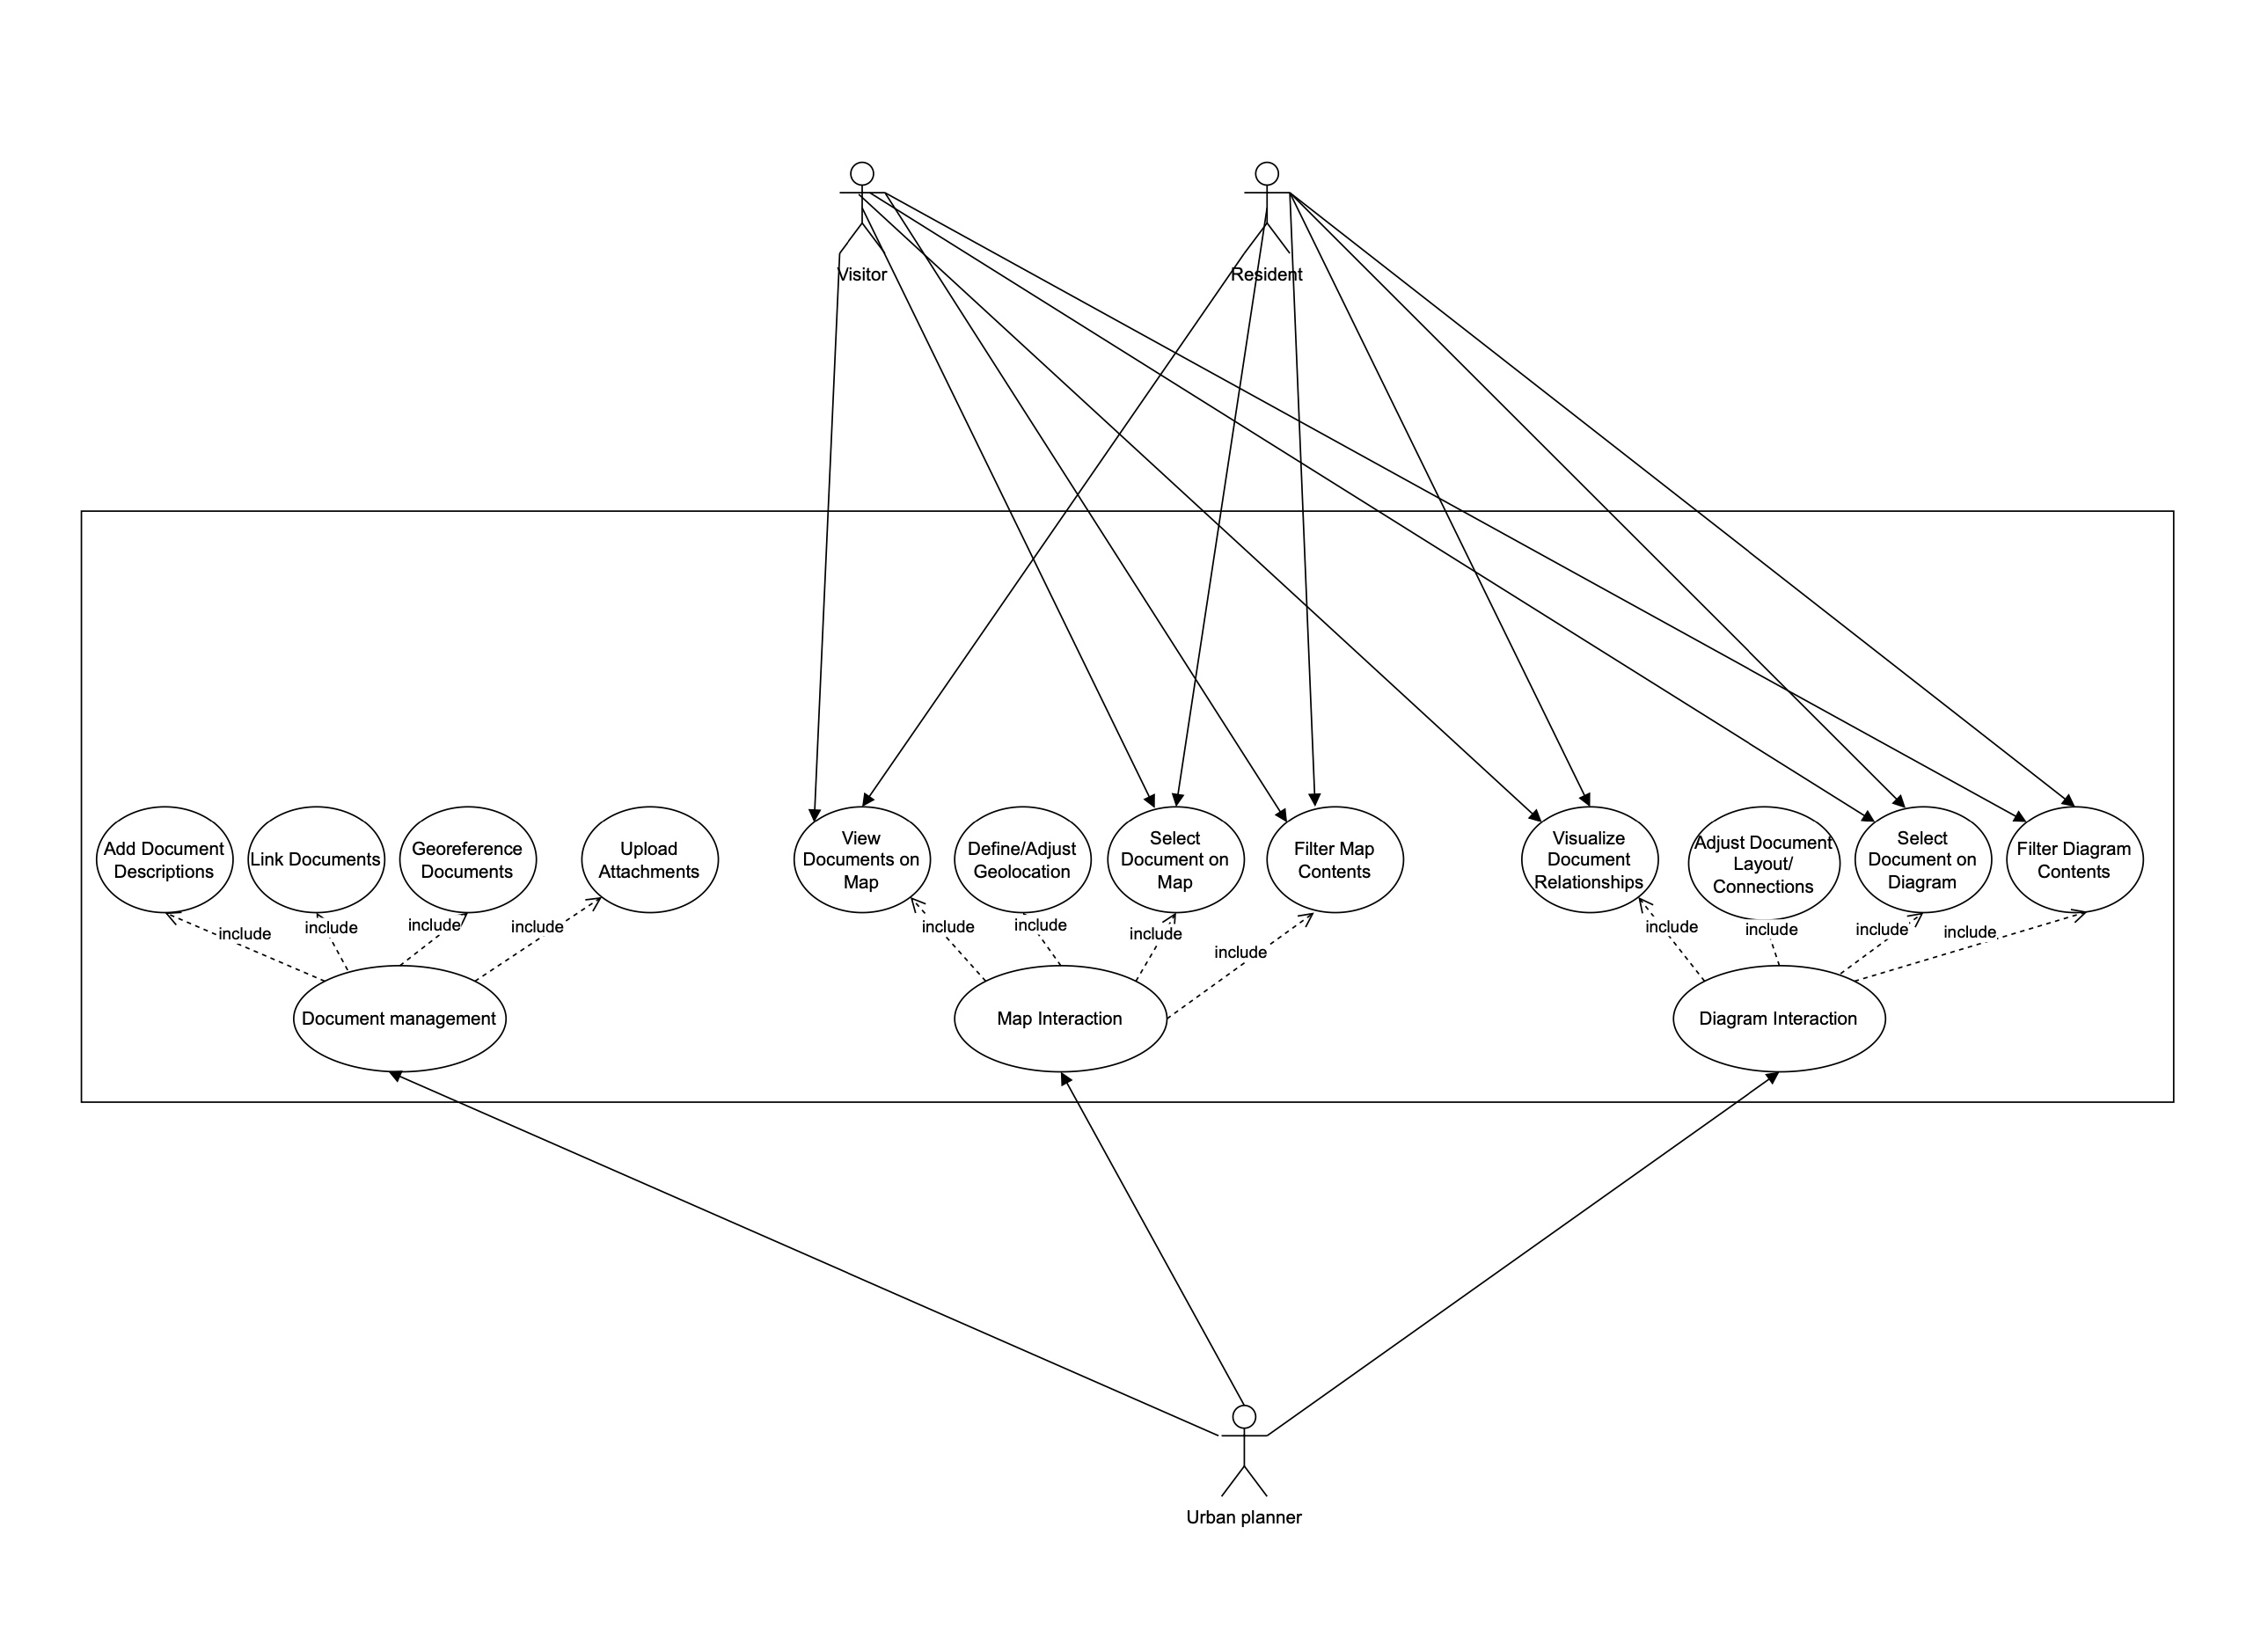 Visitor
Resident
Add Document
Descriptions
Link Documents
Georeference
Documents
Upload
Attachments
View
Documents on
Map
Define/Adjust
Geolocation
Select
Document on
Map
Filter Map
Contents
Visualize
Document
Relationships
Adjust Document
Layout/
Connections
Select
Document on
Diagram
Filter Diagram
Contents
include
include
include
include
include
include
include
include
include
include
include
include
Document management
Map Interaction
Diagram Interaction
Urban planner